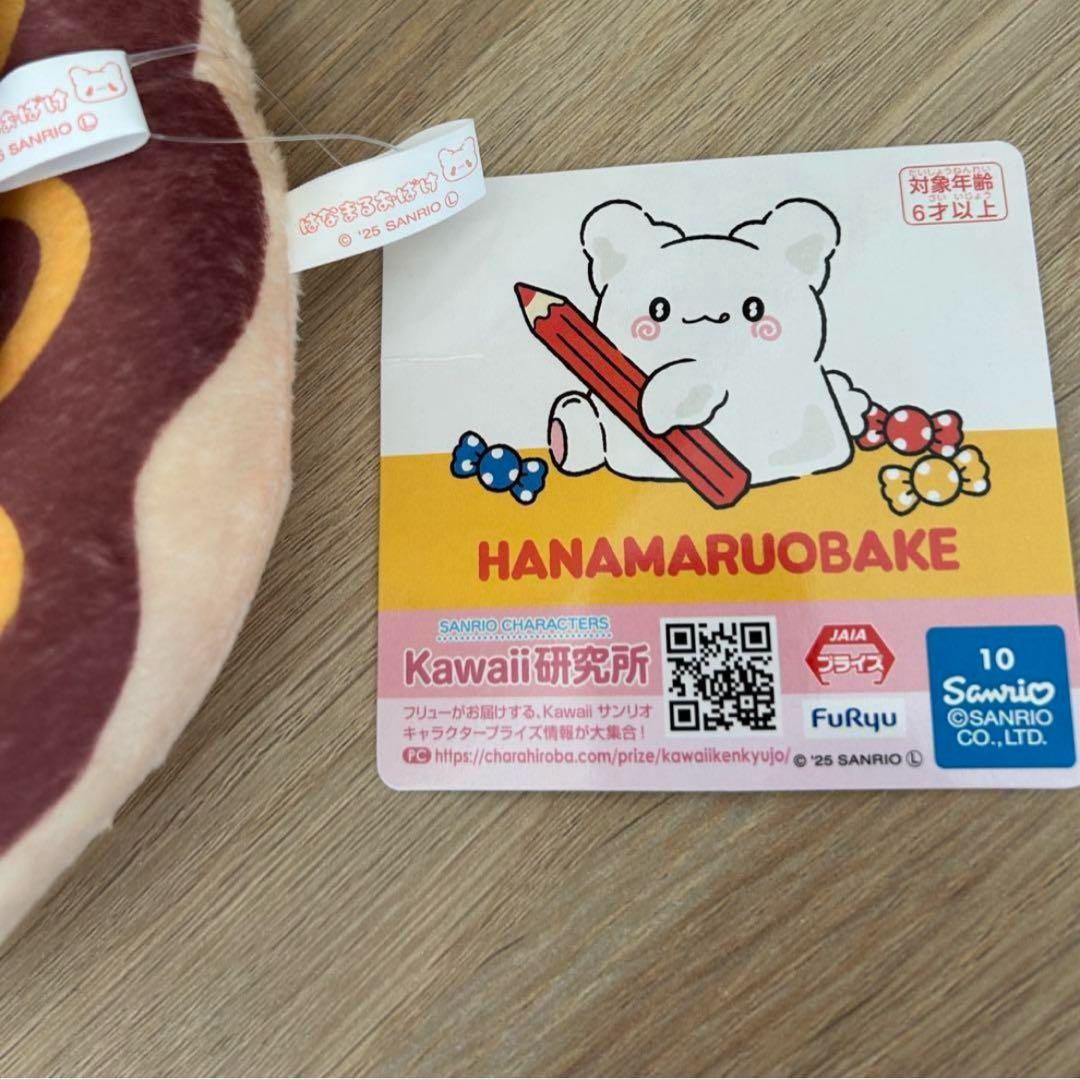 おばけ
SANRIO Ⓛ
はなまるおばけ
© '25 SANRIO Ⓛ
たいしょうねんれい
対象年齢
さい いじょう
6才以上
HANAMARUOBAKE
SANRIO CHARACTERS
Kawaii研究所
フリューがお届けする、Kawaii サンリオ
キャラクタープライズ情報が大集合!
PC https://charahiroba.com/prize/kawaiikenkyujo/
JAIA
プライズ
FuRyu
© '25 SANRIO Ⓛ
10
Sanrio
©SANRIO
CO.,LTD.